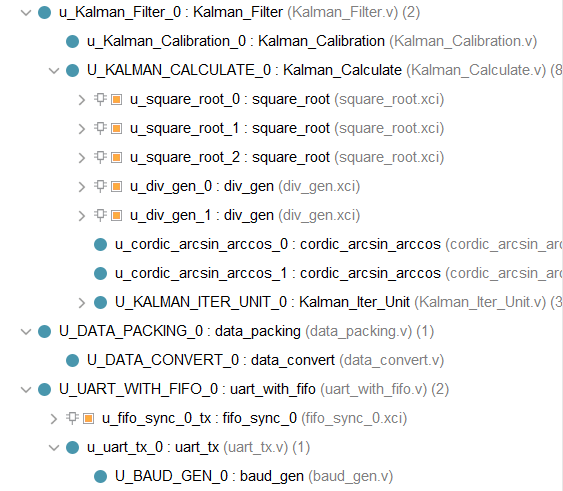 u_Kalman_Filter_0 : Kalman_Filter (Kalman_Filter.v) (2)
u_Kalman_Calibration_0 : Kalman_Calibration (Kalman_Calibration.v)
U_KALMAN_CALCULATE_0 : Kalman_Calculate (Kalman_Calculate.v) (8
u_square_root_0 : square_root (square_root.xci)
u_square_root_1 : square_root (square_root.xci)
u_square_root_2 : square_root (square_root.xci)
u_div_gen_0 : div_gen (div_gen.xci)
u_div_gen_1 : div_gen (div_gen.xci)
u_cordic_arcsin_arccos_0 : cordic_arcsin_arccos (cordic_arcsin_arc
u_cordic_arcsin_arccos_1 : cordic_arcsin_arccos (cordic_arcsin_arc
U_KALMAN_ITER_UNIT_0 : Kalman_Iter_Unit (Kalman_Iter_Unit.v) (3
U_DATA_PACKING_0 : data_packing (data_packing.v) (1)
U_DATA_CONVERT_0 : data_convert (data_convert.v)
U_UART_WITH_FIFO_0 : uart_with_fifo (uart_with_fifo.v) (2)
u_fifo_sync_0_tx : fifo_sync_0 (fifo_sync_0.xci)
u_uart_tx_0 : uart_tx (uart_tx.v) (1)
U_BAUD_GEN_0 : baud_gen (baud_gen.v)